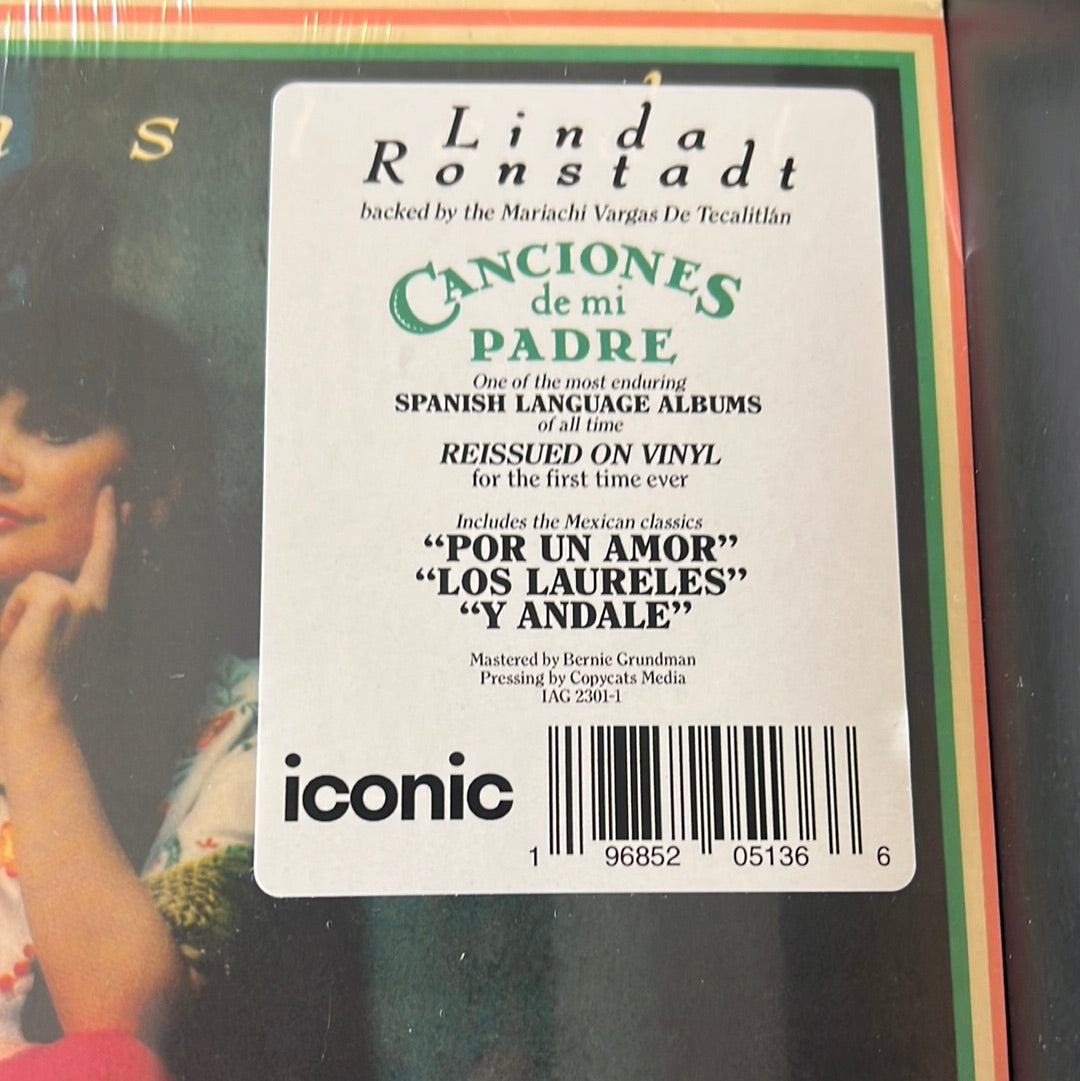 s
Linda
Ronstadt
backed by the Mariachi Vargas De Tecalitlán
CANCIONES
de mi
PADRE
One of the most enduring
SPANISH LANGUAGE ALBUMS
of all time
REISSUED ON VINYL
for the first time ever
Includes the Mexican classics
“POR UN AMOR”
“LOS LAURELES”
“Y ANDALE”
Mastered by Bernie Grundman
Pressing by Copycats Media
IAG 2301-1
iconic
1 96852 05136 6